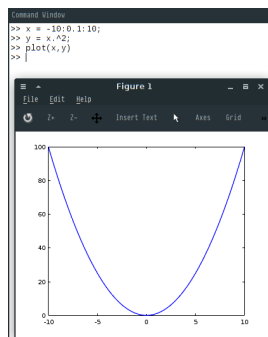 Command Window
>> x = -10:0.1:10;
>> y = x.^2;
>> plot(x,y)
>>
Figure 1
File Edit Help
Z+ Z- Insert Text Axes Grid
100
80
60
40
20
0
-10 -5 0 5 10